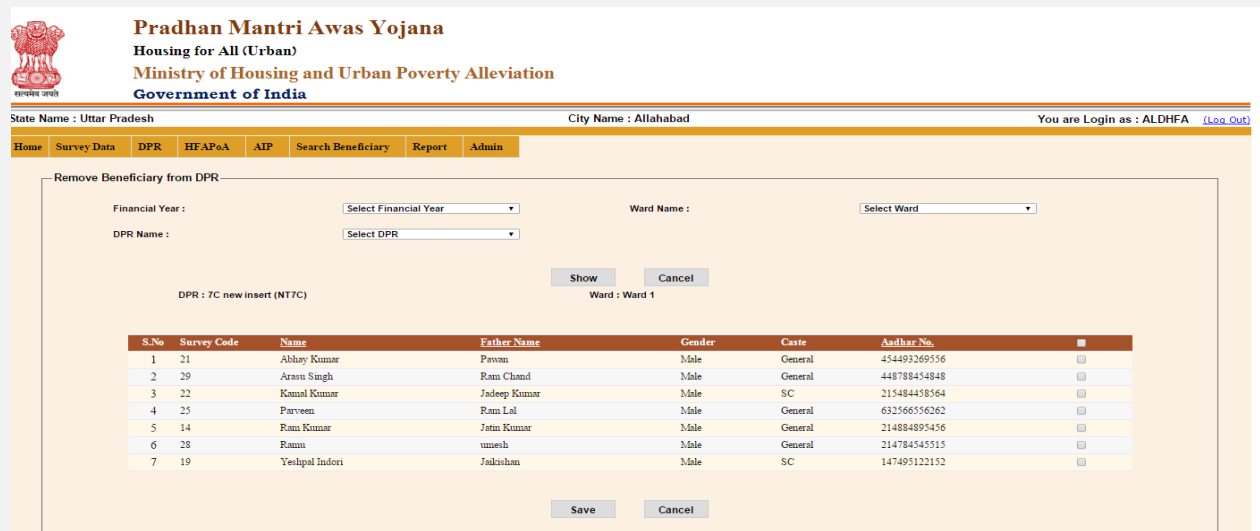 सत्यमेव जयते
Pradhan Mantri Awas Yojana
Housing for All (Urban)
Ministry of Housing and Urban Poverty Alleviation
Government of India
State Name : Uttar Pradesh City Name : Allahabad You are Login as : ALDHFA (Log Out)
Home Survey Data DPR HFAPoA AIP Search Beneficiary Report Admin
Remove Beneficiary from DPR
Financial Year : Select Financial Year Ward Name : Select Ward
DPR Name : Select DPR
Show Cancel
DPR : 7C new insert (NT7C) Ward : Ward 1
S.No Survey Code Name Father Name Gender Caste Aadhar No.
1 21 Abhay Kumar Pawan Male General 454493269556
2 29 Arasu Singh Ram Chand Male General 448788454848
3 22 Kamal Kumar Jadeep Kumar Male SC 215484458564
4 25 Parveen Ram Lal Male General 632566556262
5 14 Ram Kumar Jatin Kumar Male General 214884895456
6 28 Ramu umesh Male General 214784545515
7 19 Yeshpal Indori Jaikishan Male SC 147495122152
Save Cancel